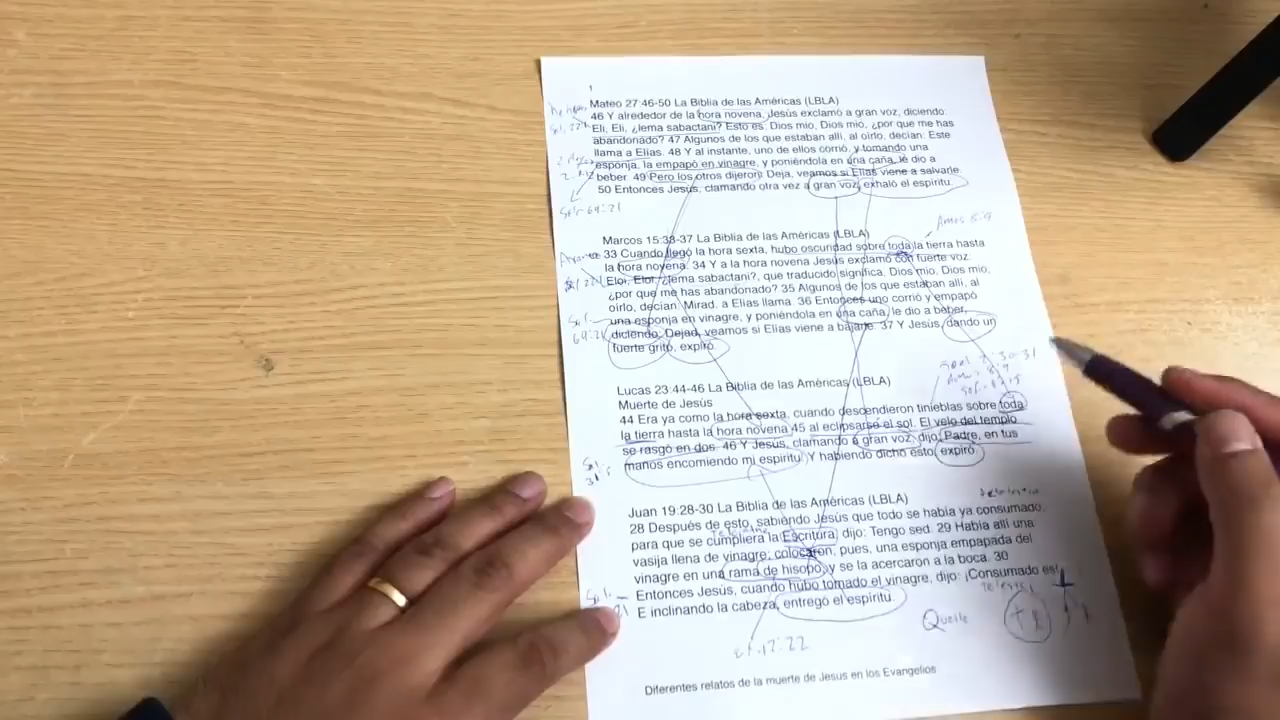 1
Mateo 27:46-50 La Biblia de las Américas (LBLA)
46 Y alrededor de la hora novena, Jesús exclamó a gran voz, diciendo:
Elí, Elí, ¿lema sabactani? Esto es: Dios mío, Dios mío, ¿por que me has
abandonado? 47 Algunos de los que estaban allí, al oírlo, decían: Este
llama a Elías. 48 Y al instante, uno de ellos corrió, y tomando una
esponja, la empapó en vinagre, y poniéndola en una caña, le dio a
beber. 49 Pero los otros dijeron: Deja, veamos si Elías viene a salvarle.
50 Entonces Jesús, clamando otra vez a gran voz, exhaló el espíritu.
Sal. 69:21
Amos 8:9
Marcos 15:33-37 La Biblia de las Américas (LBLA)
33 Cuando llegó la hora sexta, hubo oscuridad sobre toda la tierra hasta
la hora novena. 34 Y a la hora novena Jesús exclamó con fuerte voz:
Eloi, Eloi, ¿lema sabactani?, que traducido significa, Dios mío, Dios mío,
¿por que me has abandonado? 35 Algunos de los que estaban allí, al
oírlo, decían: Mirad, a Elías llama. 36 Entonces uno corrió y empapó
una esponja en vinagre, y poniéndola en una caña, le dio a beber,
diciendo: Dejad, veamos si Elías viene a bajarle. 37 Y Jesús, dando un
fuerte grito, expiró.
Lucas 23:44-46 La Biblia de las Américas (LBLA)
Muerte de Jesús
44 Era ya como la hora sexta, cuando descendieron tinieblas sobre toda
la tierra hasta la hora novena 45 al eclipsarse el sol. El velo del templo
se rasgó en dos. 46 Y Jesús, clamando a gran voz, dijo: Padre, en tus
manos encomiendo mi espíritu. Y habiendo dicho esto, expiró.
Juan 19:28-30 La Biblia de las Américas (LBLA)
28 Después de esto, sabiendo Jesús que todo se había ya consumado,
para que se cumpliera la Escritura, dijo: Tengo sed. 29 Había allí una
vasija llena de vinagre; colocaron, pues, una esponja empapada del
vinagre en una rama de hisopo, y se la acercaron a la boca. 30
Entonces Jesús, cuando hubo tomado el vinagre, dijo: ¡Consumado es!
E inclinando la cabeza, entregó el espíritu.
Quelle
12:22
Diferentes relatos de la muerte de Jesus en los Evangelios